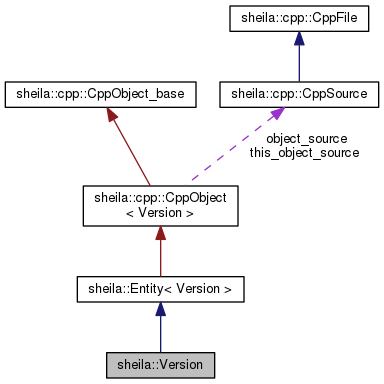 sheila::cpp::CppFile
sheila::cpp::CppObject_base
sheila::cpp::CppSource
object_source
this_object_source
sheila::cpp::CppObject
< Version >
sheila::Entity< Version >
sheila::Version